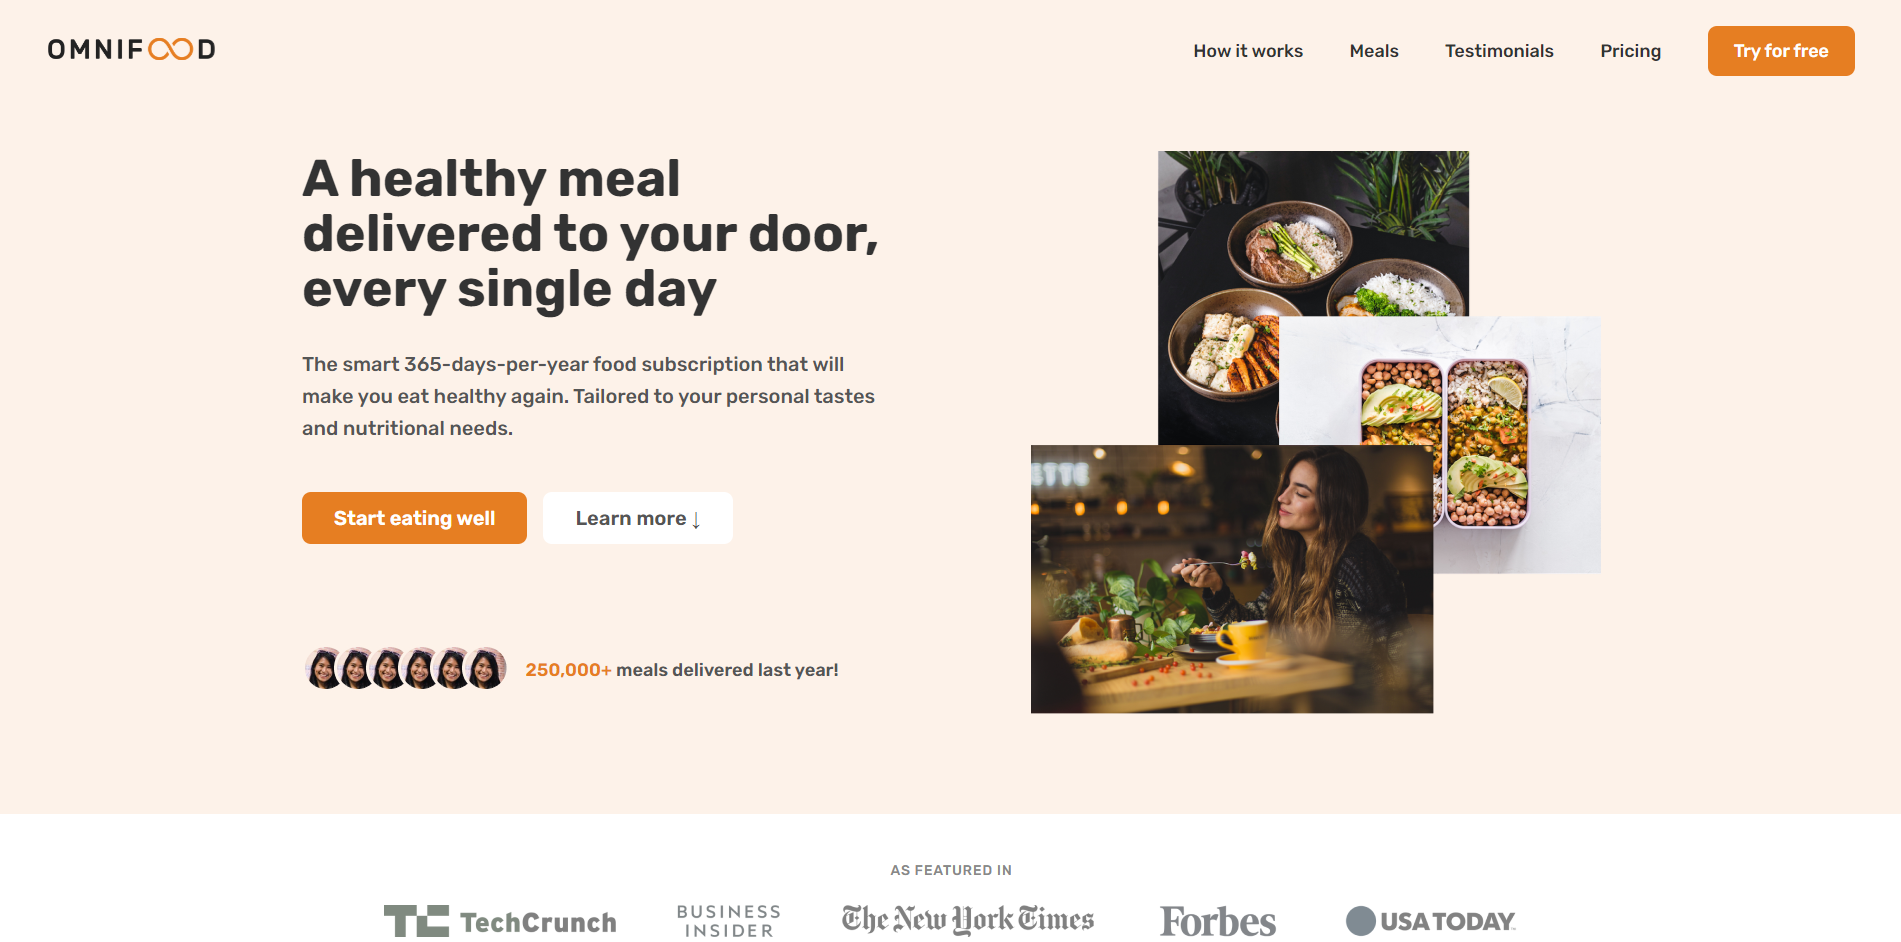 OMNIFOOD
How it works
Meals
Testimonials
Pricing
Try for free
A healthy meal
delivered to your door,
every single day
The smart 365-days-per-year food subscription that will
make you eat healthy again. Tailored to your personal tastes
and nutritional needs.
Start eating well
Learn more ↓
250,000+ meals delivered last year!
AS FEATURED IN
TC TechCrunch
BUSINESS
INSIDER
The New York Times
Forbes
USA TODAY